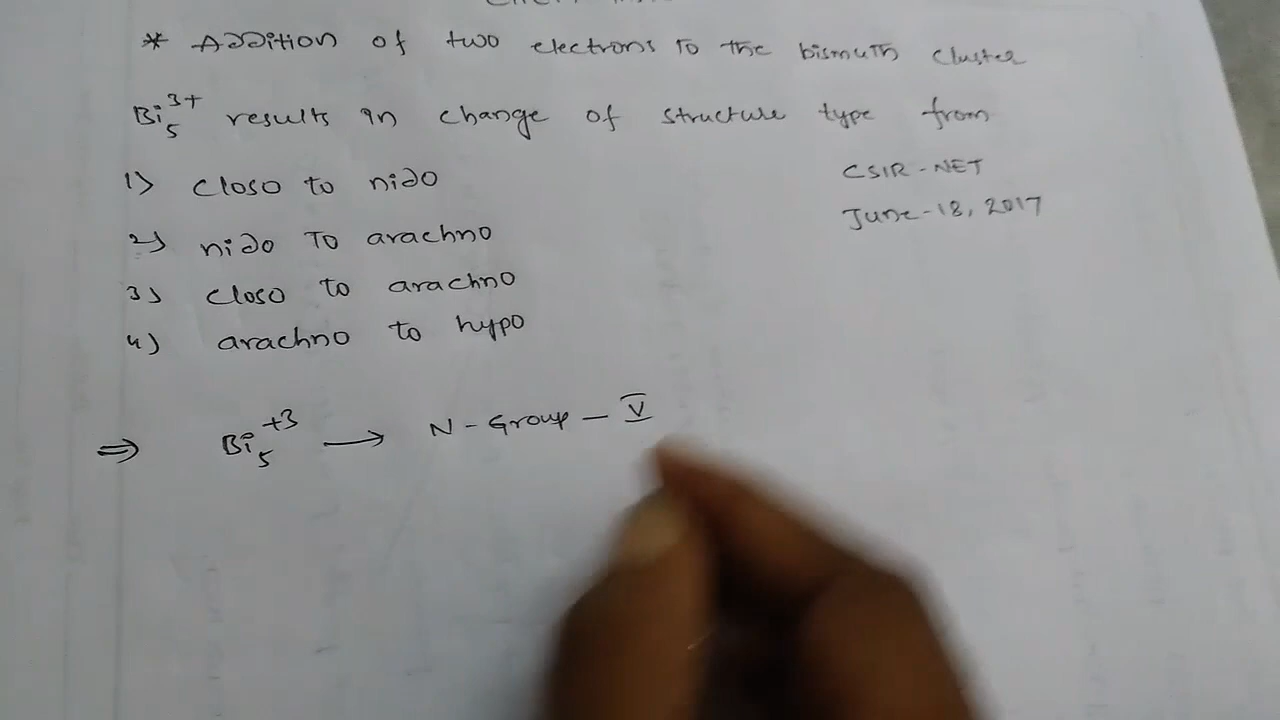 * Addition of two electrons to the bismuth cluster
Bi₅³⁺ results in change of structure type from
CSIR-NET
June-18, 2017
1) closo to nido
2) nido To arachno
3) closo to arachno
4) arachno to hypo
⇒ Bi₅⁺³ → N-Group-V